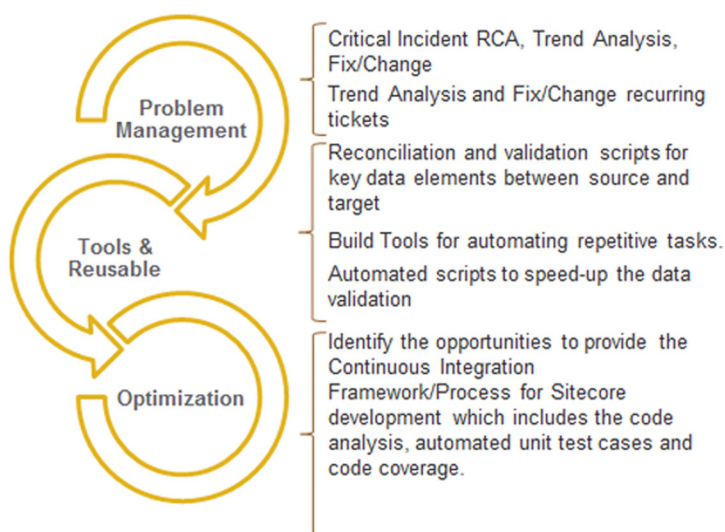 Problem
Management
Critical Incident RCA, Trend Analysis,
Fix/Change
Trend Analysis and Fix/Change recurring
tickets
Tools &
Reusable
Reconciliation and validation scripts for
key data elements between source and
target
Build Tools for automating repetitive tasks.
Automated scripts to speed-up the data
validation
Optimization
Identify the opportunities to provide the
Continuous Integration
Framework/Process for Sitecore
development which includes the code
analysis, automated unit test cases and
code coverage.